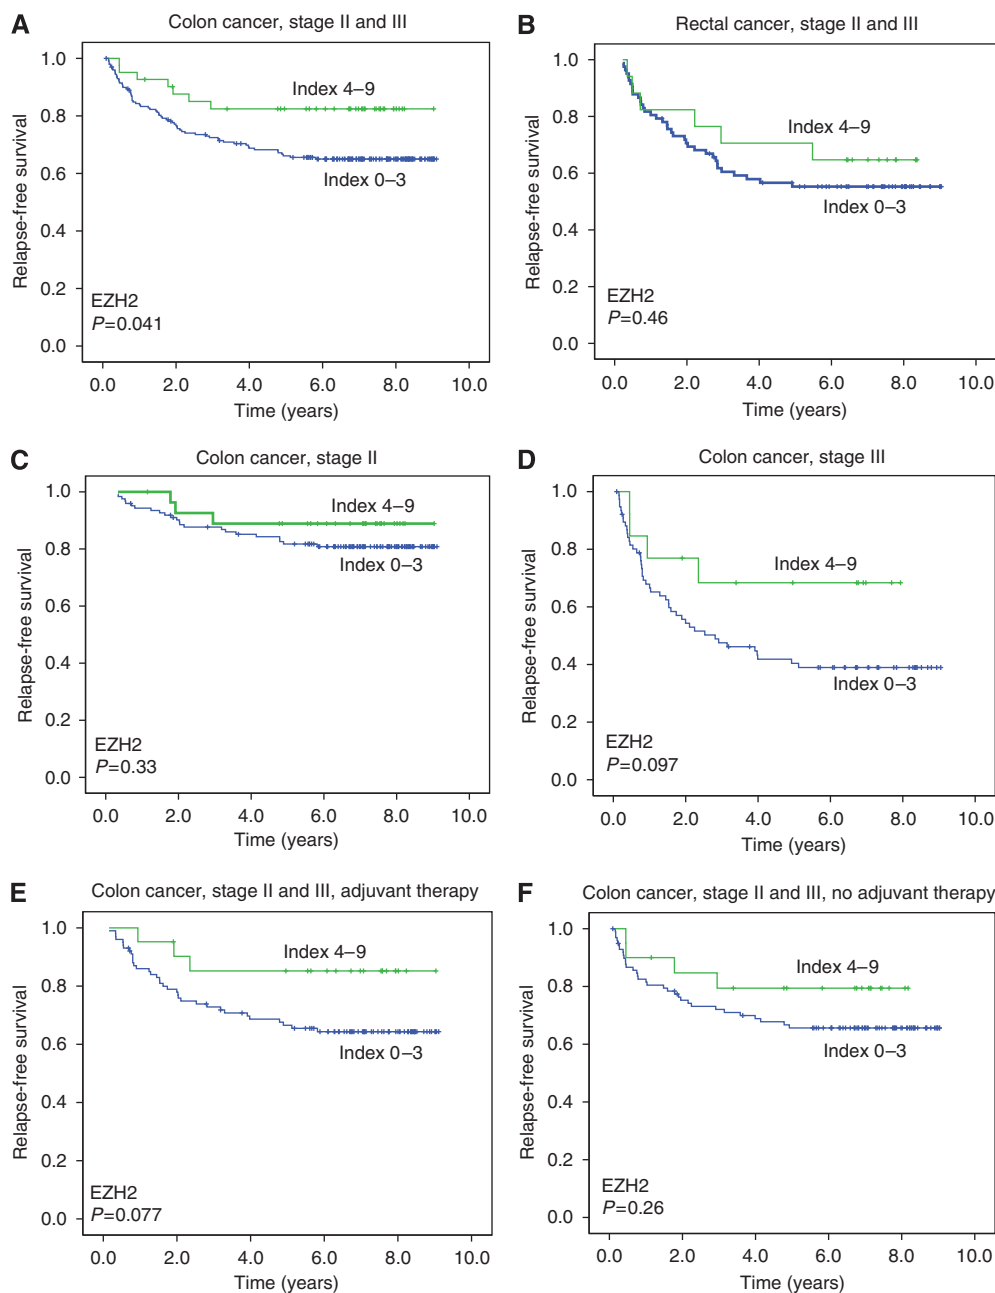 A
Colon cancer, stage II and III
1.0
0.8
0.6
0.4
0.2
0.0
Relapse-free survival
Index 4–9
Index 0–3
EZH2
P=0.041
0.0 2.0 4.0 6.0 8.0 10.0
Time (years)
B
Rectal cancer, stage II and III
1.0
0.8
0.6
0.4
0.2
0.0
Relapse-free survival
Index 4–9
Index 0–3
EZH2
P=0.46
0.0 2.0 4.0 6.0 8.0 10.0
Time (years)
C
Colon cancer, stage II
1.0
0.8
0.6
0.4
0.2
0.0
Relapse-free survival
Index 4–9
Index 0–3
EZH2
P=0.33
0.0 2.0 4.0 6.0 8.0 10.0
Time (years)
D
Colon cancer, stage III
1.0
0.8
0.6
0.4
0.2
0.0
Relapse-free survival
Index 4–9
Index 0–3
EZH2
P=0.097
0.0 2.0 4.0 6.0 8.0 10.0
Time (years)
E
Colon cancer, stage II and III, adjuvant therapy
1.0
0.8
0.6
0.4
0.2
0.0
Relapse-free survival
Index 4–9
Index 0–3
EZH2
P=0.077
0.0 2.0 4.0 6.0 8.0 10.0
Time (years)
F
Colon cancer, stage II and III, no adjuvant therapy
1.0
0.8
0.6
0.4
0.2
0.0
Relapse-free survival
Index 4–9
Index 0–3
EZH2
P=0.26
0.0 2.0 4.0 6.0 8.0 10.0
Time (years)